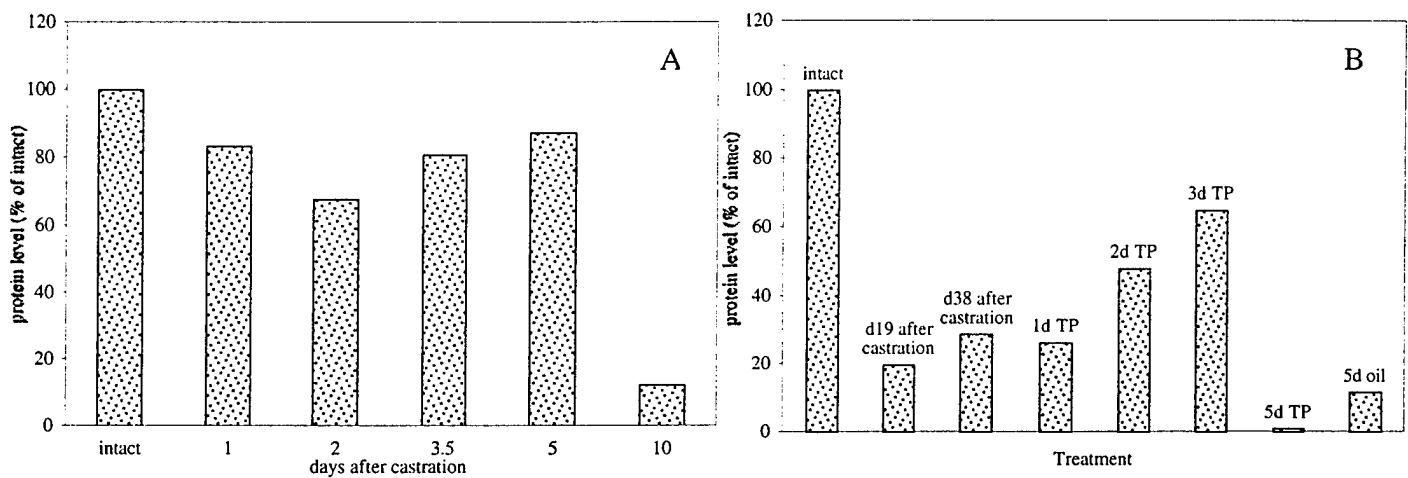 A
protein level (% of intact)
120
100
80
60
40
20
0
intact 1 2 3.5 5 10
days after castration
B
protein level (% of intact)
120
100
80
60
40
20
0
intact
d19 after
castration
d38 after
castration
1d TP
2d TP
3d TP
5d TP
5d oil
Treatment